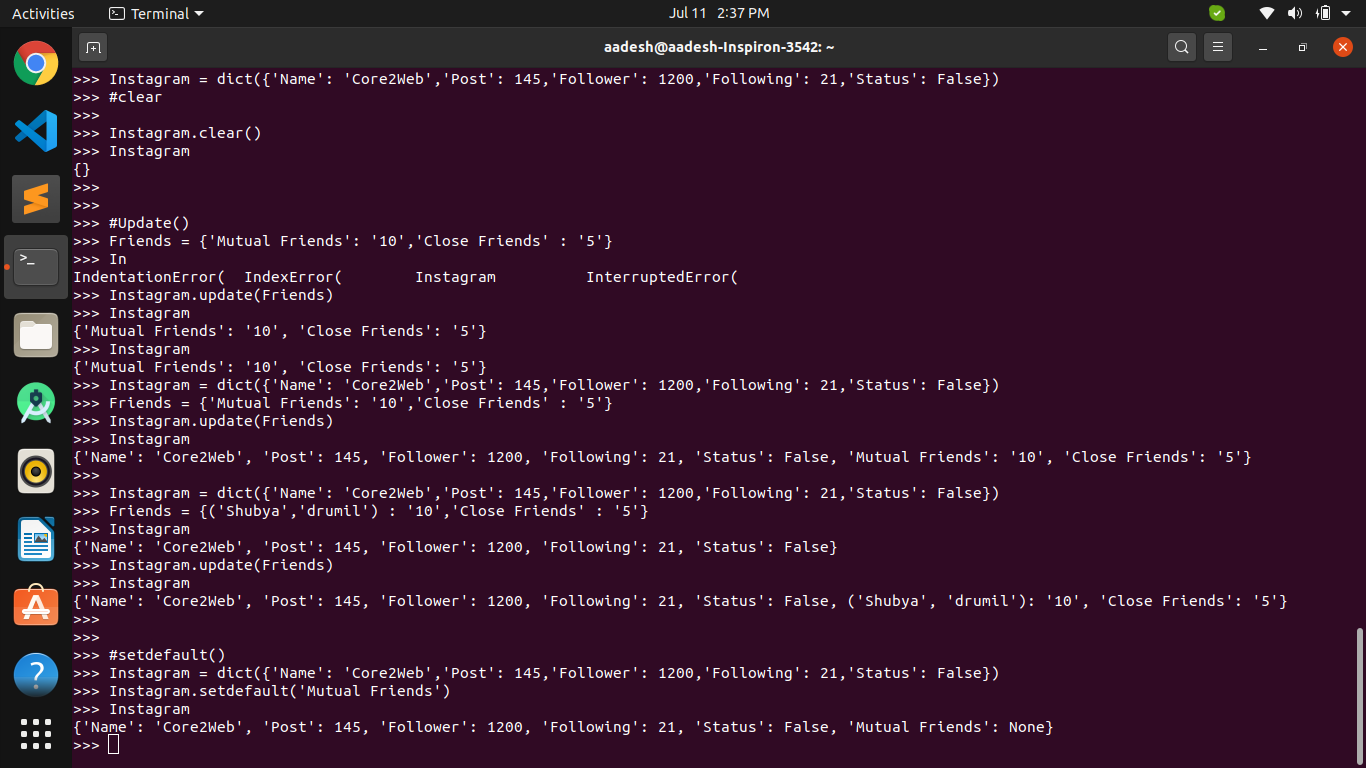 Activities Terminal Jul 11 2:37 PM
aadesh@aadesh-Inspiron-3542: ~
>>> Instagram = dict({'Name': 'Core2Web','Post': 145,'Follower': 1200,'Following': 21,'Status': False})
>>> #clear
>>>
>>> Instagram.clear()
>>> Instagram
{}
>>>
>>>
>>> #Update()
>>> Friends = {'Mutual Friends': '10','Close Friends' : '5'}
>>> In
IndentationError(  IndexError(        Instagram          InterruptedError(
>>> Instagram.update(Friends)
>>> Instagram
{'Mutual Friends': '10', 'Close Friends': '5'}
>>> Instagram
{'Mutual Friends': '10', 'Close Friends': '5'}
>>> Instagram = dict({'Name': 'Core2Web','Post': 145,'Follower': 1200,'Following': 21,'Status': False})
>>> Friends = {'Mutual Friends': '10','Close Friends' : '5'}
>>> Instagram.update(Friends)
>>> Instagram
{'Name': 'Core2Web', 'Post': 145, 'Follower': 1200, 'Following': 21, 'Status': False, 'Mutual Friends': '10', 'Close Friends': '5'}
>>>
>>> Instagram = dict({'Name': 'Core2Web','Post': 145,'Follower': 1200,'Following': 21,'Status': False})
>>> Friends = {('Shubya','drumil') : '10','Close Friends' : '5'}
>>> Instagram
{'Name': 'Core2Web', 'Post': 145, 'Follower': 1200, 'Following': 21, 'Status': False}
>>> Instagram.update(Friends)
>>> Instagram
{'Name': 'Core2Web', 'Post': 145, 'Follower': 1200, 'Following': 21, 'Status': False, ('Shubya', 'drumil'): '10', 'Close Friends': '5'}
>>>
>>>
>>> #setdefault()
>>> Instagram = dict({'Name': 'Core2Web','Post': 145,'Follower': 1200,'Following': 21,'Status': False})
>>> Instagram.setdefault('Mutual Friends')
>>> Instagram
{'Name': 'Core2Web', 'Post': 145, 'Follower': 1200, 'Following': 21, 'Status': False, 'Mutual Friends': None}
>>>